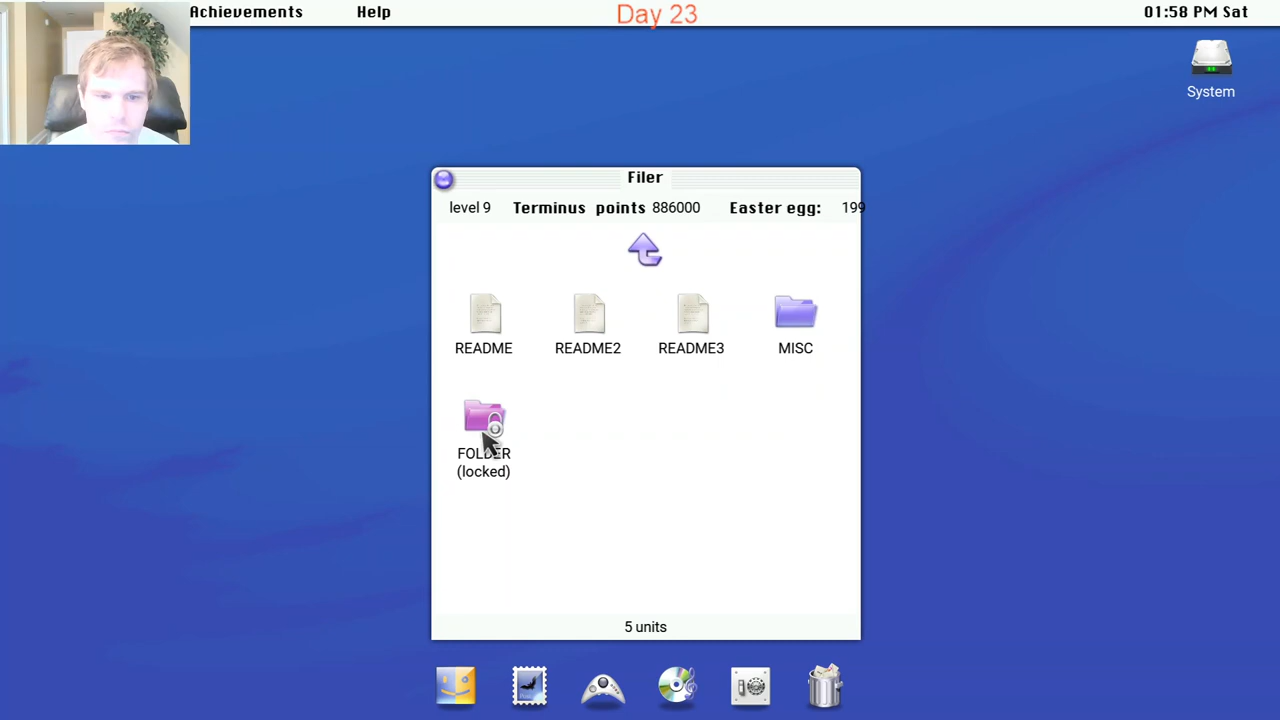 Achievements Help Day 23 01:58 PM Sat
System
Filer
level 9 Terminus points 886000 Easter egg: 199
README README2 README3 MISC
FOLDER
(locked)
5 units